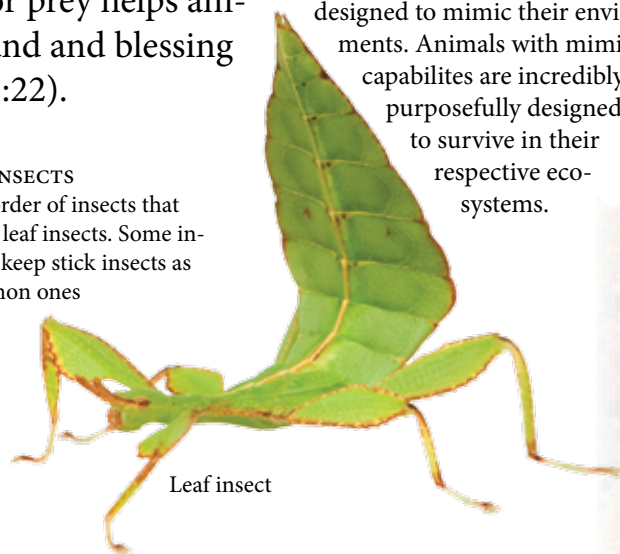 or prey helps ani-
and and blessing
:22).
NSECTS
rder of insects that
leaf insects. Some in-
keep stick insects as
non ones
designed to mimic their envi
ments. Animals with mimi
capabilites are incredibly
purposefully designed
to survive in their
respective eco-
systems.
Leaf insect